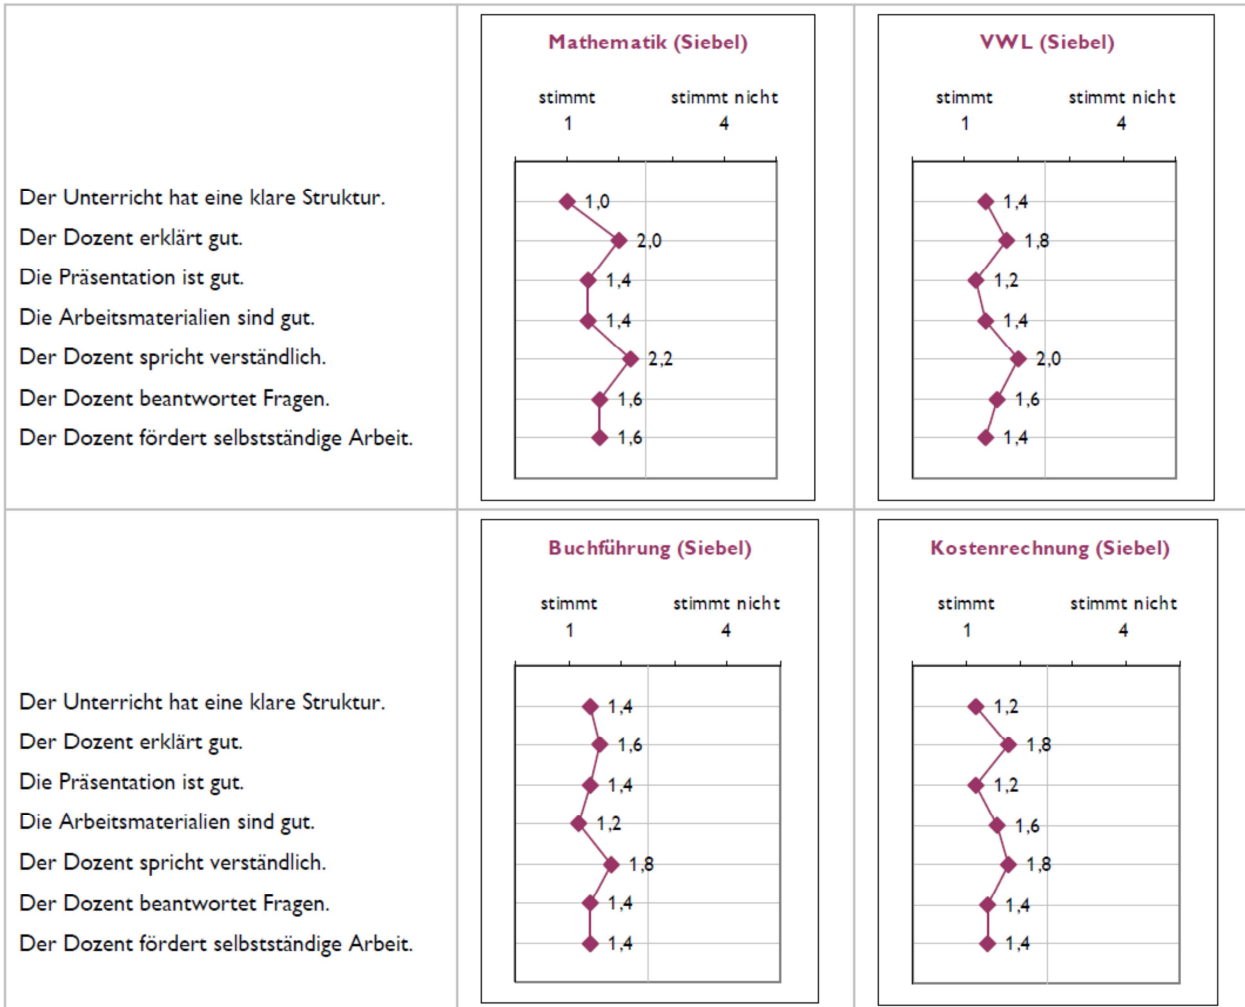 Mathematik (Siebel)
stimmt stimmt nicht
1 4
Der Unterricht hat eine klare Struktur. 1,0
Der Dozent erklärt gut. 2,0
Die Präsentation ist gut. 1,4
Die Arbeitsmaterialien sind gut. 1,4
Der Dozent spricht verständlich. 2,2
Der Dozent beantwortet Fragen. 1,6
Der Dozent fördert selbstständige Arbeit. 1,6
VWL (Siebel)
stimmt stimmt nicht
1 4
1,4
1,8
1,2
1,4
2,0
1,6
1,4
Buchführung (Siebel)
stimmt stimmt nicht
1 4
Der Unterricht hat eine klare Struktur. 1,4
Der Dozent erklärt gut. 1,6
Die Präsentation ist gut. 1,4
Die Arbeitsmaterialien sind gut. 1,2
Der Dozent spricht verständlich. 1,8
Der Dozent beantwortet Fragen. 1,4
Der Dozent fördert selbstständige Arbeit. 1,4
Kostenrechnung (Siebel)
stimmt stimmt nicht
1 4
1,2
1,8
1,2
1,6
1,8
1,4
1,4